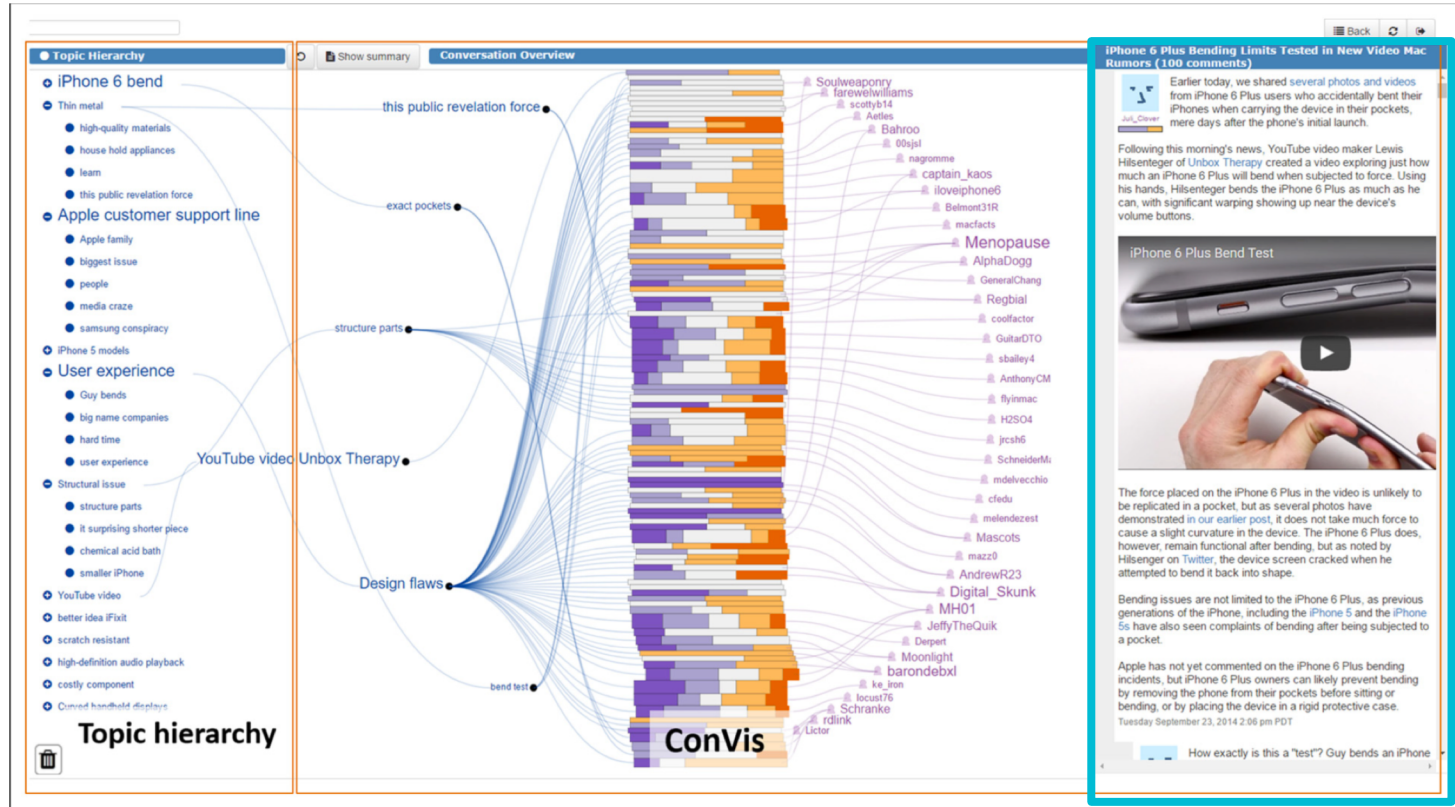 Back
Topic Hierarchy
Show summary
Conversation Overview
iPhone 6 Plus Bending Limits Tested in New Video Mac
Rumors (100 comments)
iPhone 6 bend
Thin metal
high-quality materials
house hold appliances
learn
this public revelation force
Apple customer support line
Apple family
biggest issue
people
media craze
samsung conspiracy
iPhone 5 models
User experience
Guy bends
big name companies
hard time
user experience
Structural issue
structure parts
it surprising shorter piece
chemical acid bath
smaller iPhone
YouTube video
better idea iFixit
scratch resistant
high-definition audio playback
costly component
Curved handheld displays
Topic hierarchy
this public revelation force
exact pockets
structure parts
YouTube video Unbox Therapy
Design flaws
bend test
ConVis
Soulweaponry
farewelwilliams
scottyb14
Aetles
Bahroo
00sjsl
nagromme
captain_kaos
iloveiphone6
Belmont31R
macfacts
Menopause
AlphaDogg
GeneralChang
Regbial
coolfactor
GuitarDTO
sbailey4
AnthonyCM
flyinmac
H2SO4
jrcsh6
SchneiderMa
mdelvecchio
cfedu
melendezest
Mascots
mazz0
AndrewR23
Digital_Skunk
MH01
JeffyTheQuik
Derpert
Moonlight
barondebxl
ke_iron
locust76
Schranke
rdlink
Lictor
Juli_Clover
Earlier today, we shared several photos and videos
from iPhone 6 Plus users who accidentally bent their
iPhones when carrying the device in their pockets,
mere days after the phone's initial launch.
Following this morning's news, YouTube video maker Lewis
Hilsenteger of Unbox Therapy created a video exploring just how
much an iPhone 6 Plus will bend when subjected to force. Using
his hands, Hilsenteger bends the iPhone 6 Plus as much as he
can, with significant warping showing up near the device's
volume buttons.
iPhone 6 Plus Bend Test
The force placed on the iPhone 6 Plus in the video is unlikely to
be replicated in a pocket, but as several photos have
demonstrated in our earlier post, it does not take much force to
cause a slight curvature in the device. The iPhone 6 Plus does,
however, remain functional after bending, but as noted by
Hilsenger on Twitter, the device screen cracked when he
attempted to bend it back into shape.
Bending issues are not limited to the iPhone 6 Plus, as previous
generations of the iPhone, including the iPhone 5 and the iPhone
5s have also seen complaints of bending after being subjected to
a pocket.
Apple has not yet commented on the iPhone 6 Plus bending
incidents, but iPhone 6 Plus owners can likely prevent bending
by removing the phone from their pockets before sitting or
bending, or by placing the device in a rigid protective case.
Tuesday September 23, 2014 2:06 pm PDT
How exactly is this a "test"? Guy bends an iPhone